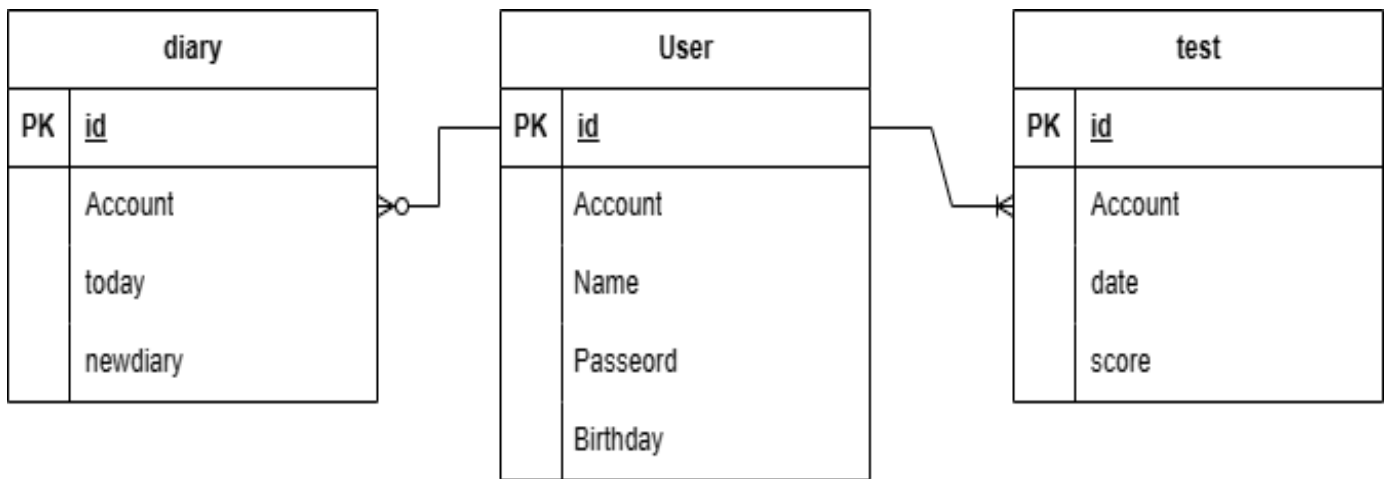 diary
PK id
Account
today
newdiary
User
PK id
Account
Name
Passeord
Birthday
test
PK id
Account
date
score